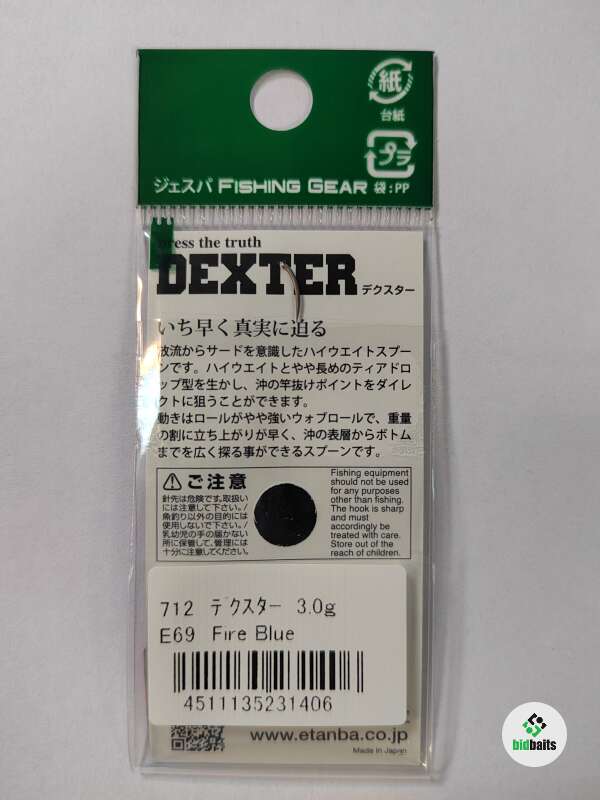 紙
台紙
プラ
ジェスパ FISHING GEAR 袋:PP
press the truth
DEXTER デクスター
いち早く真実に迫る
放流からサードを意識したハイウエイトスプー
ンです。ハイウエイトとやや長めのティアドロ
ップ型を生かし、沖の竿抜けポイントをダイレ
クトに狙うことができます。
動きはロールがやや強いウォブロールで、重量
の割に立ち上がりが早く、沖の表層からボトム
までを広く探る事ができるスプーンです。
ご注意
針先は危険です。取扱い
には注意して下さい。/
魚釣り以外の目的には
使用しないで下さい。/
乳幼児の手の届かない
所に保管して、管理には
十分に注意してください。
Fishing equipment
should not be used
for any purposes
other than fishing.
The hook is sharp
and must
accordingly be
treated with care.
Store out of the
reach of children.
712 デクスター 3.0g
E69 Fire Blue
4511135231406
www.etanba.co.jp
Made in Japan
bidbaits